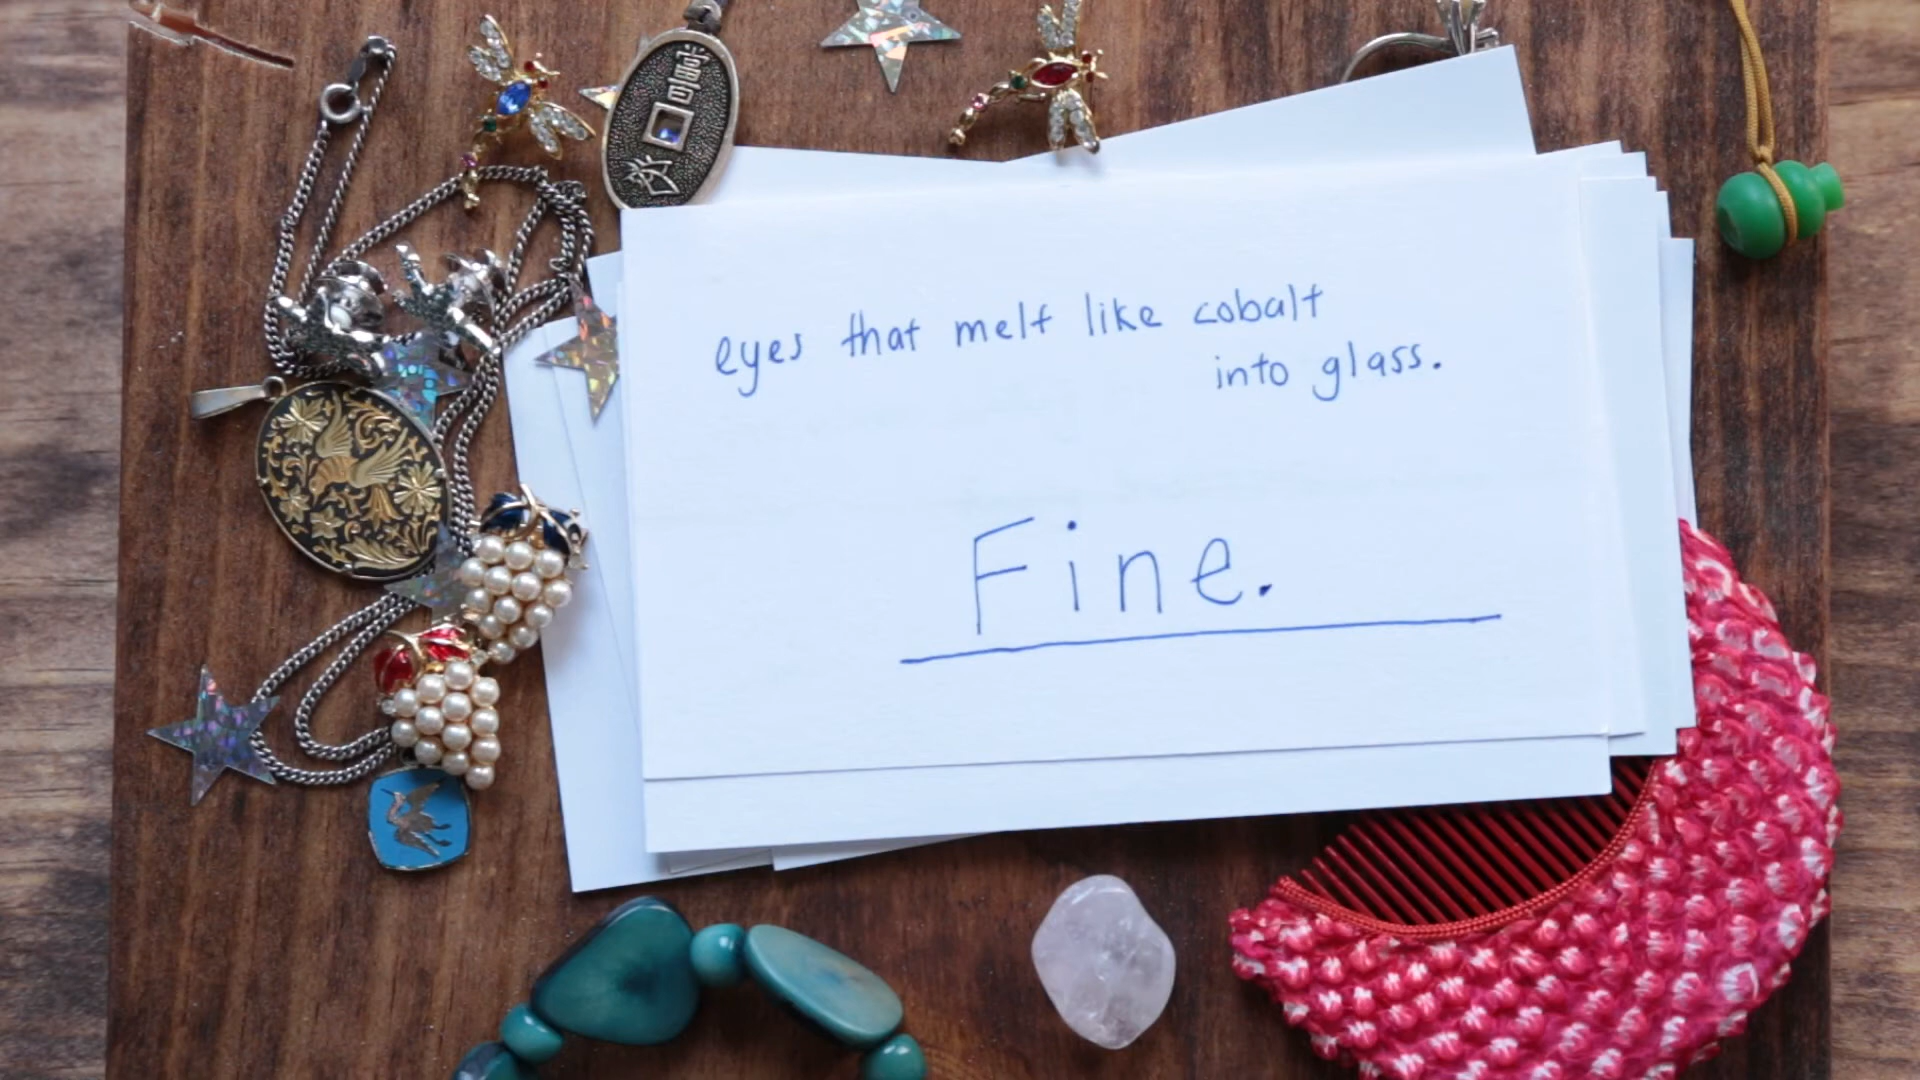 eyes that melt like cobalt
into glass.
Fine.